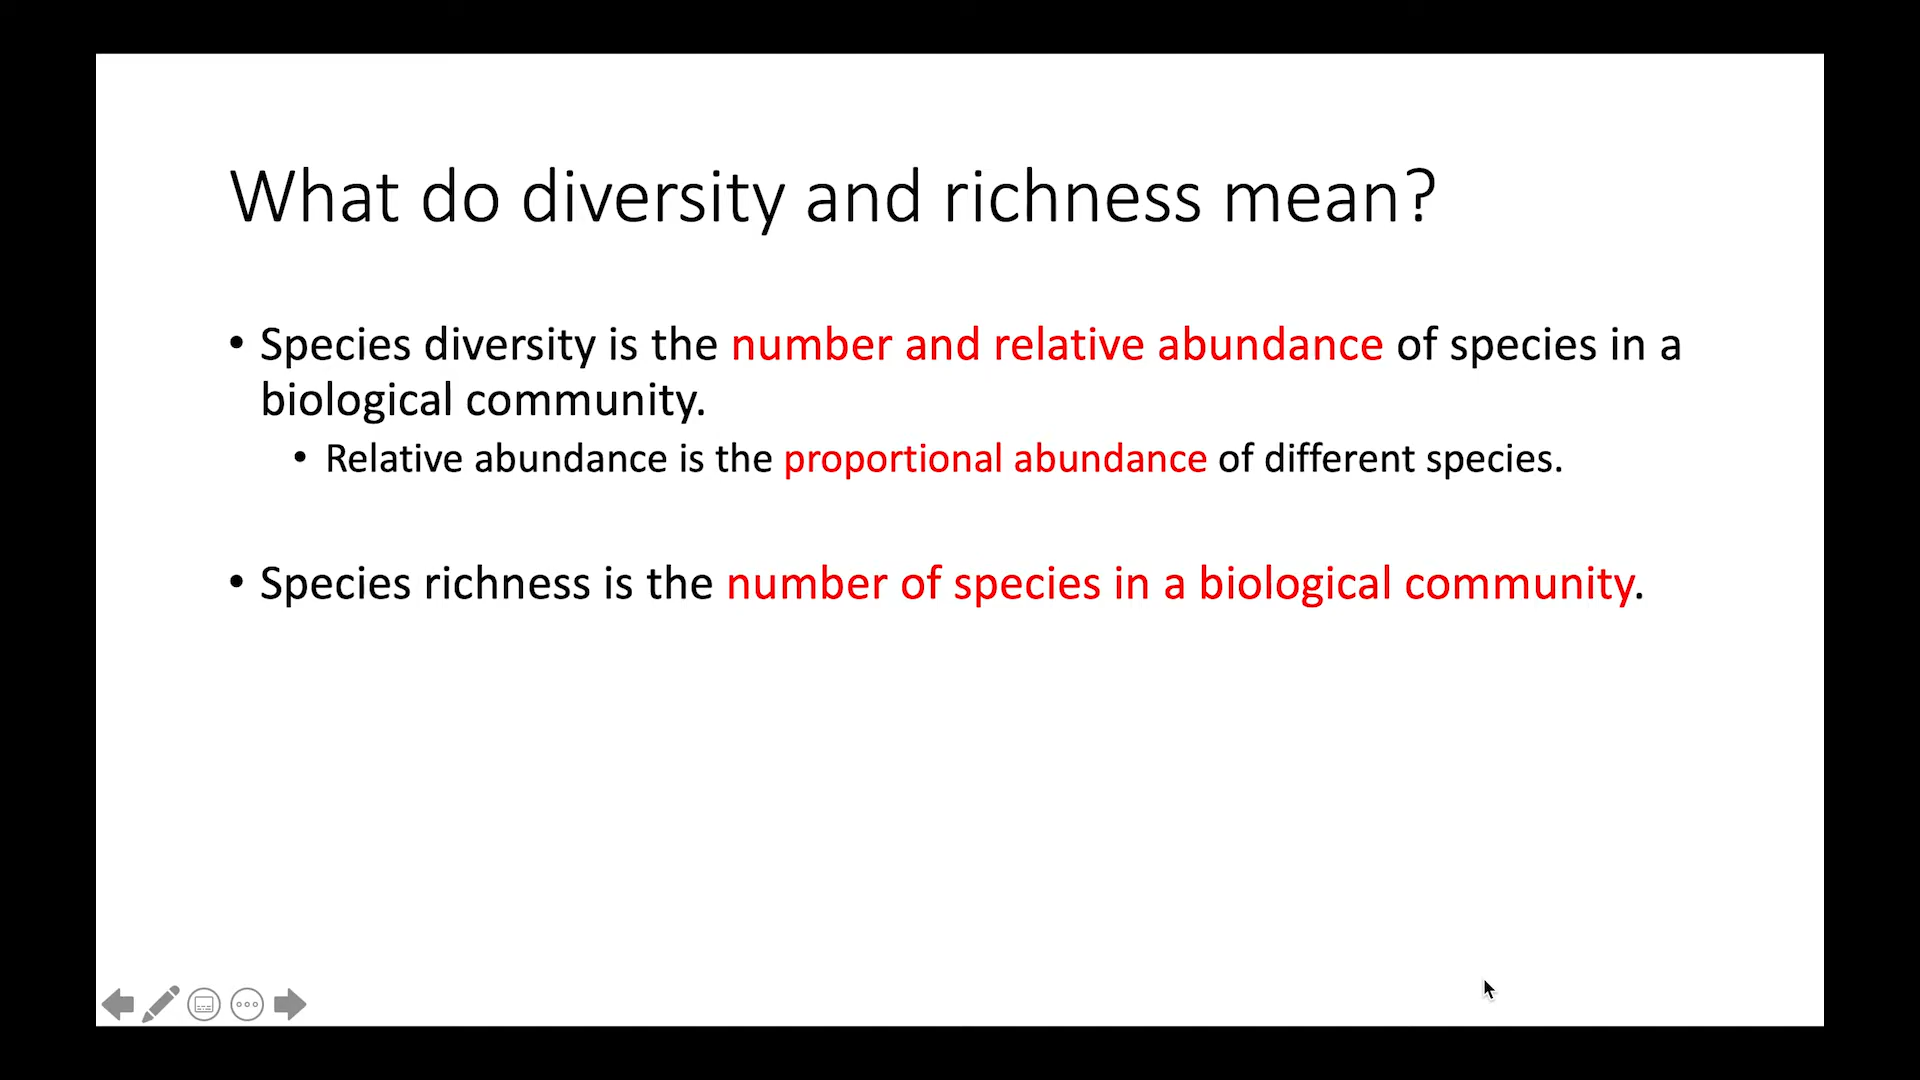 What do diversity and richness mean?
• Species diversity is the number and relative abundance of species in a
biological community.
• Relative abundance is the proportional abundance of different species.
• Species richness is the number of species in a biological community.